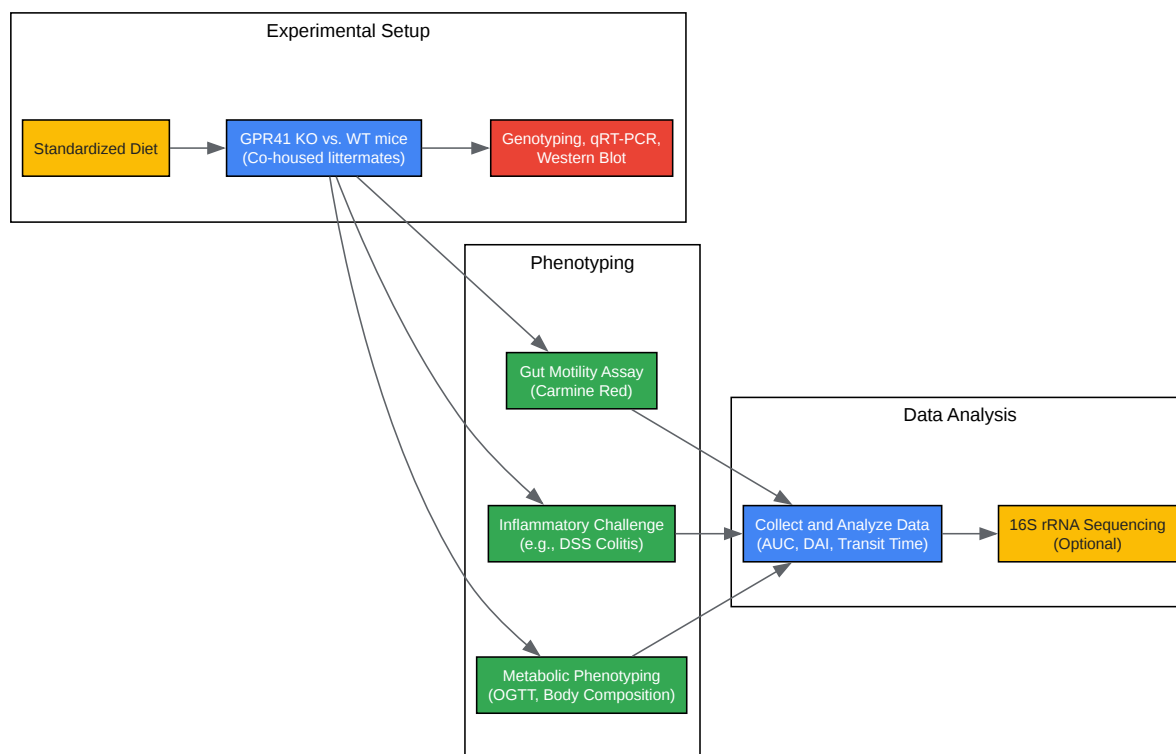 Experimental Setup
Standardized Diet
GPR41 KO vs. WT mice
(Co-housed littermates)
Genotyping, qRT-PCR,
Western Blot
Phenotyping
Gut Motility Assay
(Carmine Red)
Inflammatory Challenge
(e.g., DSS Colitis)
Metabolic Phenotyping
(OGTT, Body Composition)
Data Analysis
Collect and Analyze Data
(AUC, DAI, Transit Time)
16S rRNA Sequencing
(Optional)